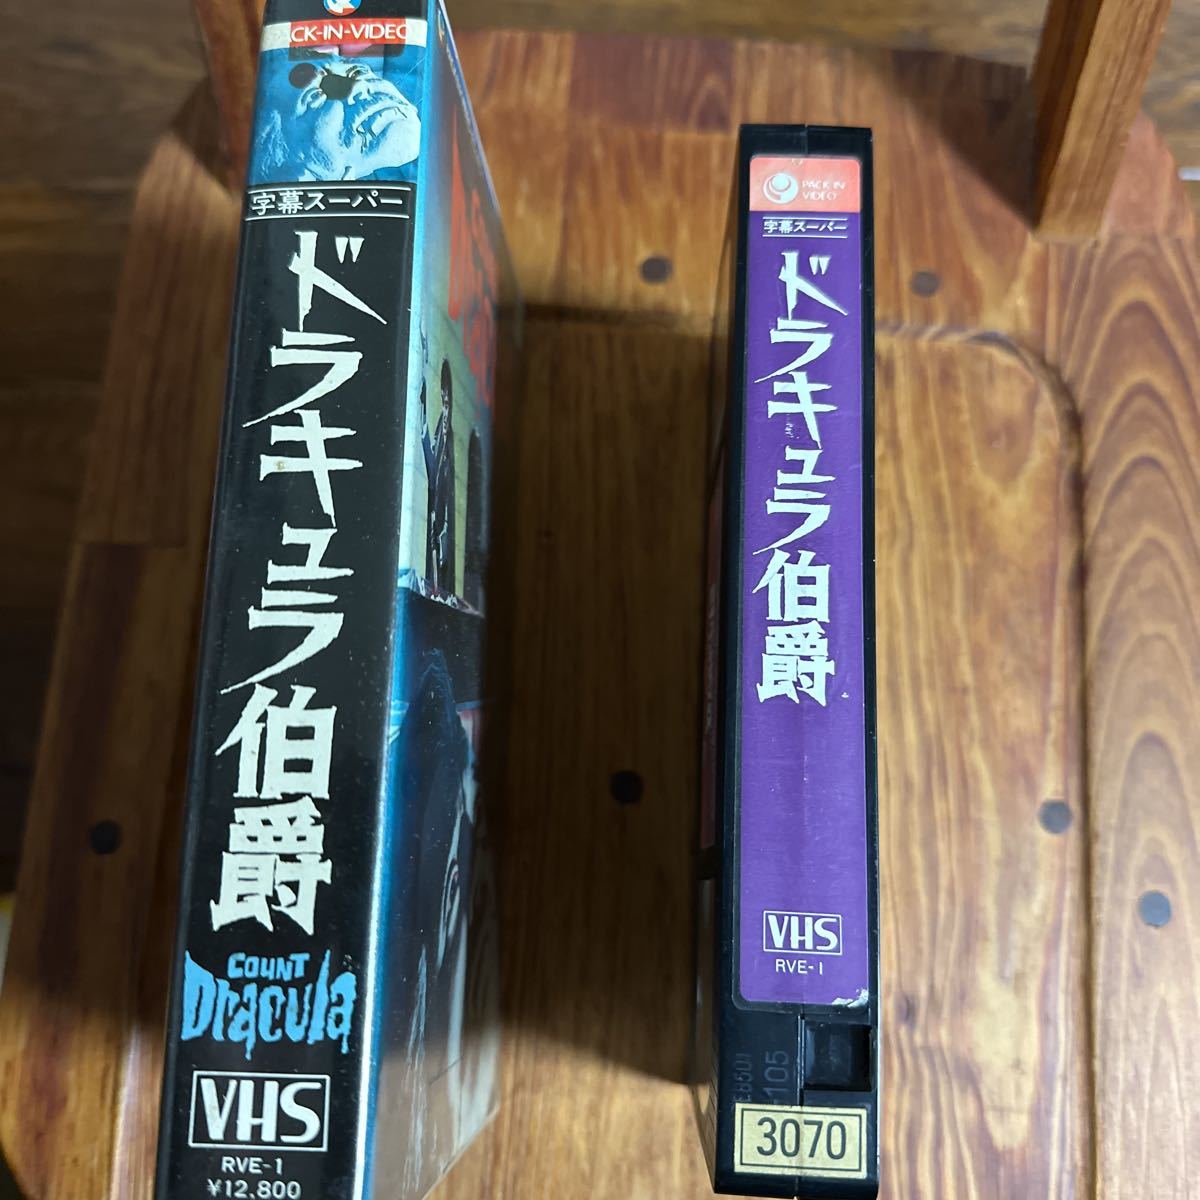 CK-IN-VIDEO
字幕スーパー
ドラキュラ伯爵
COUNT
Dracula
VHS
RVE-1
¥12,800
PACK IN
VIDEO
字幕スーパー
ドラキュラ伯爵
VHS
RVE-1
3070